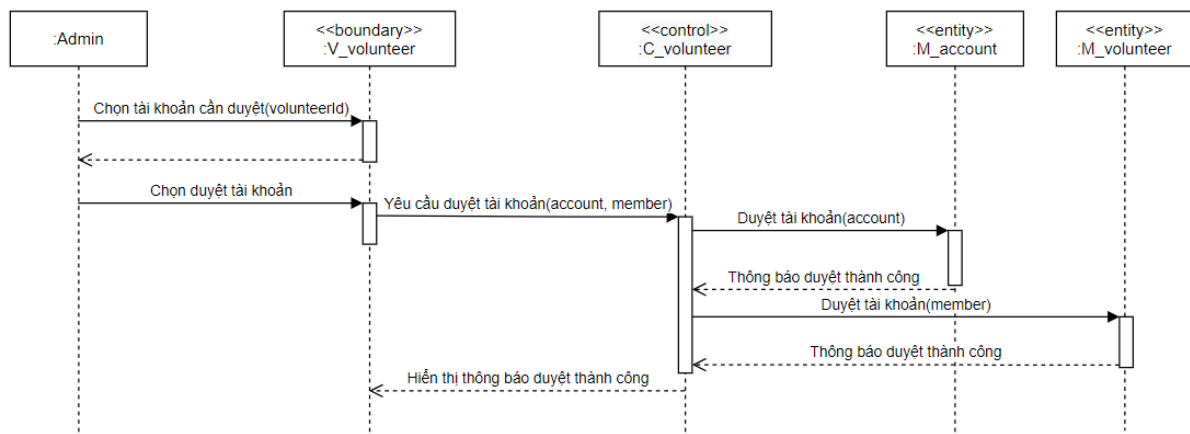 :Admin
<<boundary>>
:V_volunteer
<<control>>
:C_volunteer
<<entity>>
:M_account
<<entity>>
:M_volunteer
Chọn tài khoản cần duyệt(volunteerId)
Chọn duyệt tài khoản
Yêu cầu duyệt tài khoản(account, member)
Duyệt tài khoản(account)
Thông báo duyệt thành công
Duyệt tài khoản(member)
Thông báo duyệt thành công
Hiển thị thông báo duyệt thành công